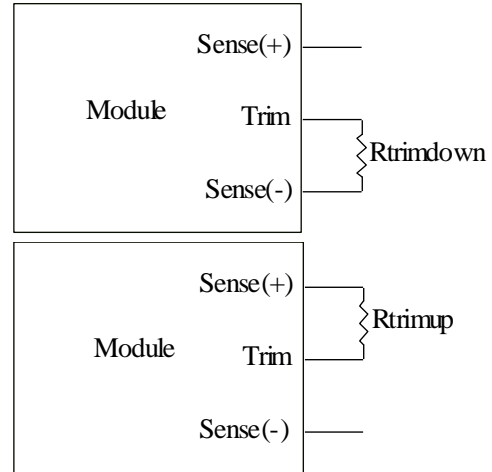 Sense(+)
Module
Trim
Rtrimdown
Sense(-)
Sense(+)
Rtrimup
Module
Trim
Sense(-)